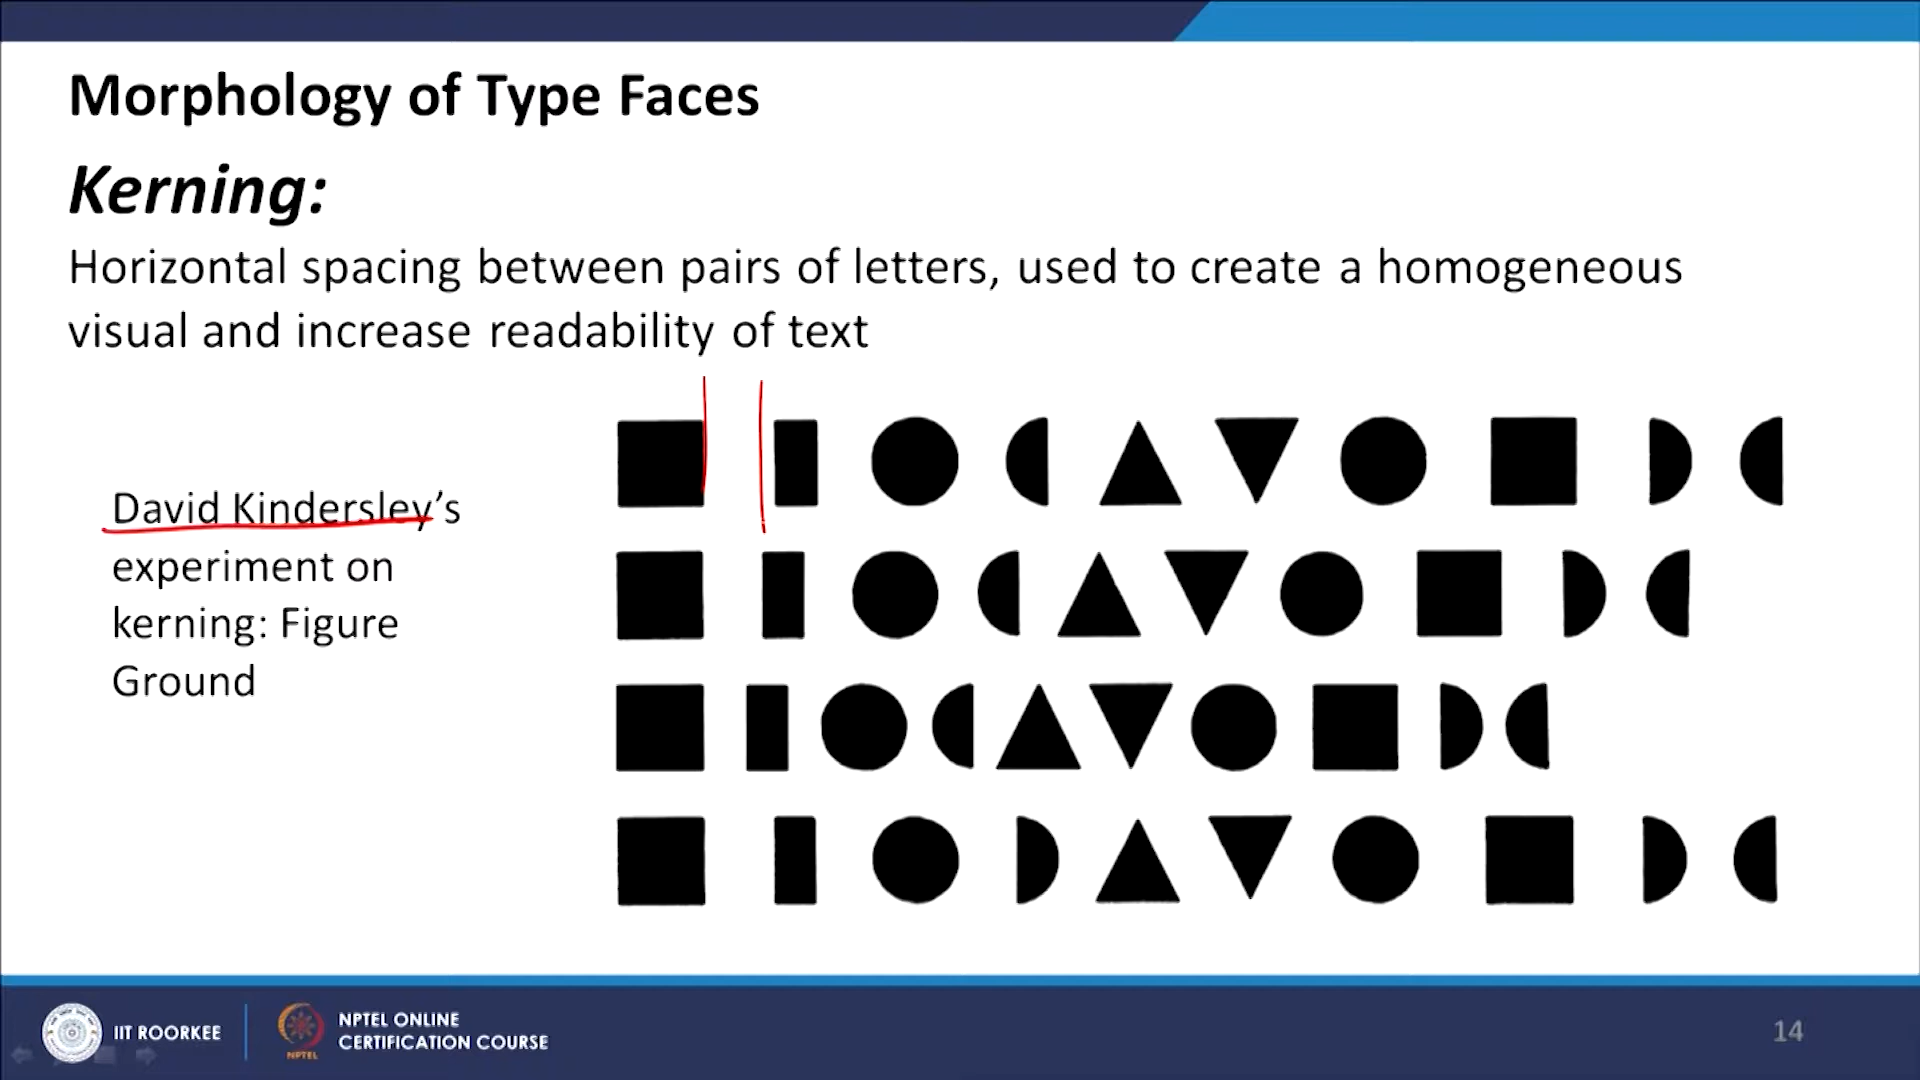 Morphology of Type Faces
Kerning:
Horizontal spacing between pairs of letters, used to create a homogeneous
visual and increase readability of text
David Kindersley’s
experiment on
kerning: Figure
Ground
IIT ROORKEE
NPTEL
NPTEL ONLINE
CERTIFICATION COURSE
14